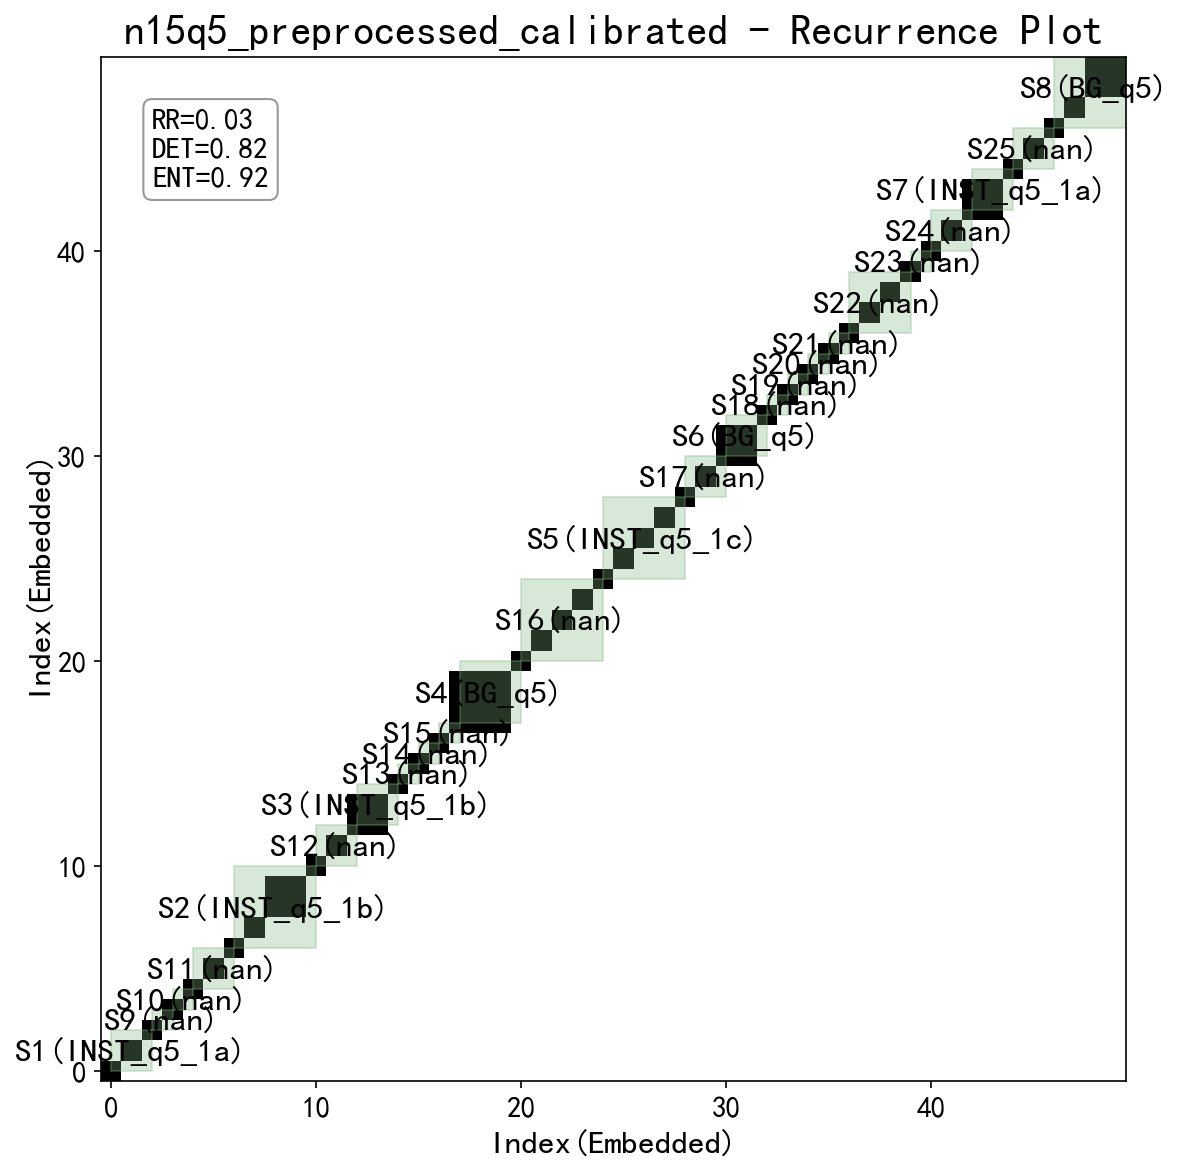 n15q5_preprocessed_calibrated - Recurrence Plot
RR=0.03
DET=0.82
ENT=0.92
S8(BG_q5)
S25(nan)
S7(INST_q5_1a)
S24(nan)
S23(nan)
S22(nan)
S21(nan)
S20(nan)
S19(nan)
S18(nan)
S6(BG_q5)
S17(nan)
S5(INST_q5_1c)
S16(nan)
S4(BG_q5)
S15(nan)
S14(nan)
S13(nan)
S3(INST_q5_1b)
S12(nan)
S2(INST_q5_1b)
S11(nan)
S10(nan)
S9(nan)
S1(INST_q5_1a)
40
30
20
10
0
Index(Embedded)
0 10 20 30 40
Index(Embedded)